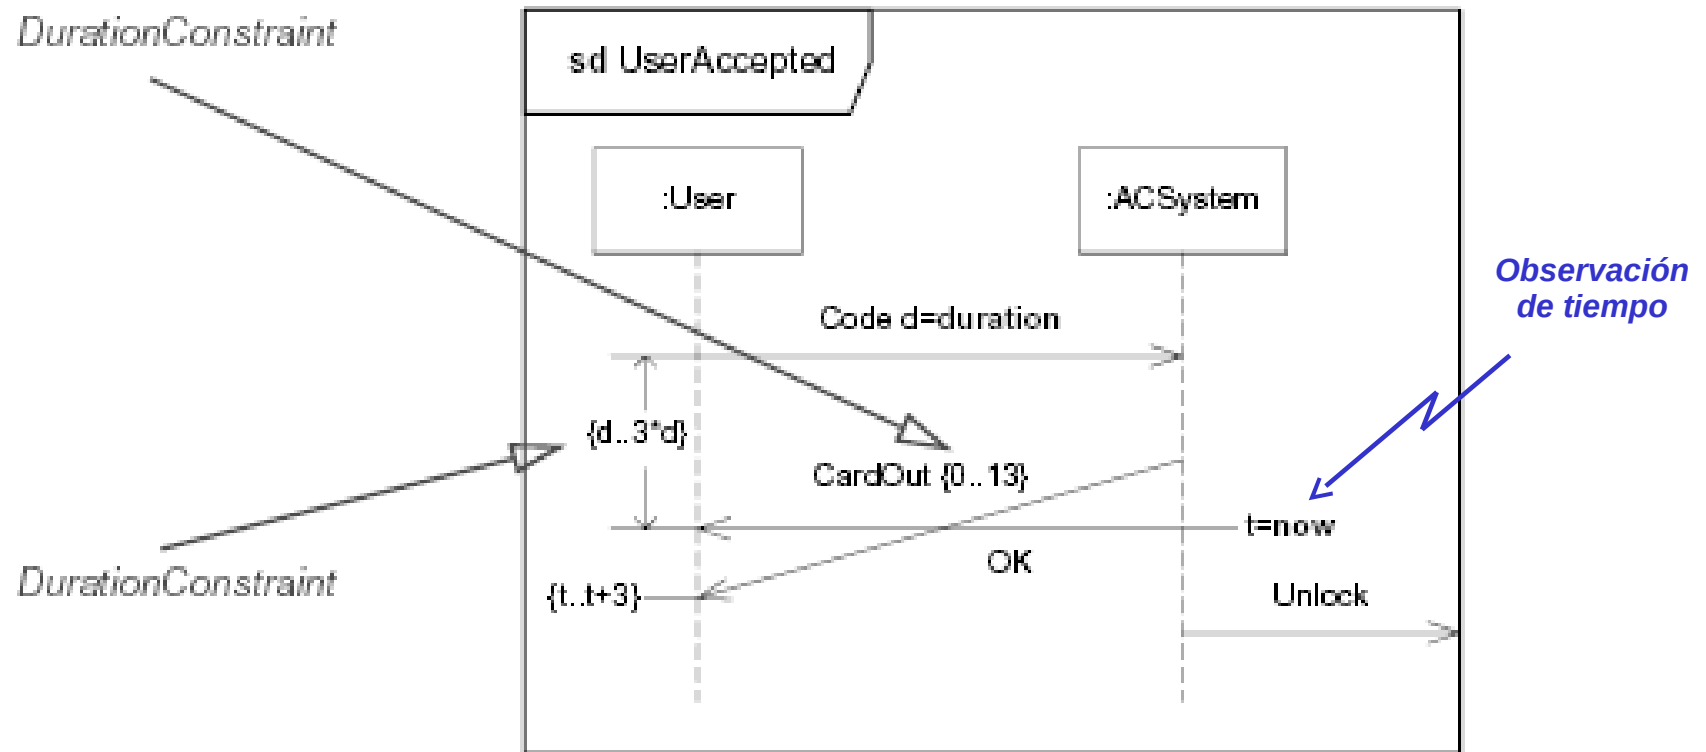 DurationConstraint
sd UserAccepted
:User
:ACSystem
Observación
de tiempo
Code d=duration
{d..3*d}
CardOut {0..13}
t=now
OK
DurationConstraint
{t..t+3}
Unlock